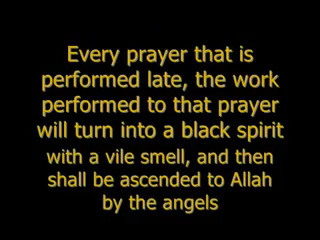 Every prayer that is
performed late, the work
performed to that prayer
will turn into a black spirit
with a vile smell, and then
shall be ascended to Allah
by the angels